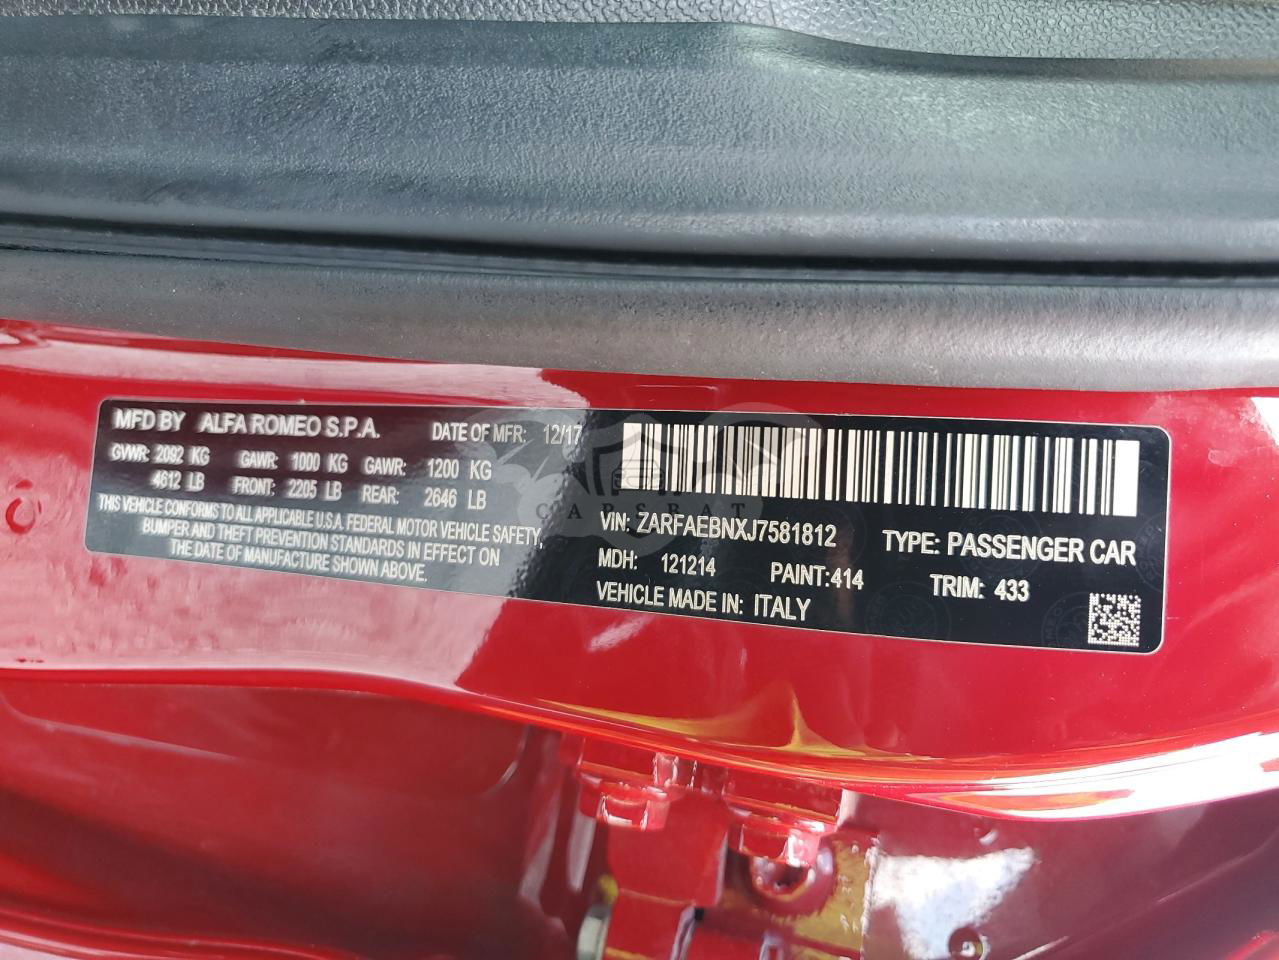 MFD BY ALFA ROMEO S.P.A. DATE OF MFR: 12/17
GWR: 2092 KG GAWR: 1000 KG GAWR: 1200 KG
4612 LB FRONT: 2205 LB REAR: 2646 LB
THIS VEHICLE CONFORMS TO ALL APPLICABLE U.S.A. FEDERAL MOTOR VEHICLE SAFETY,
BUMPER AND THEFT PREVENTION STANDARDS IN EFFECT ON
THE DATE OF MANUFACTURE SHOWN ABOVE.
VIN: ZARFAEBNXJ7581812 TYPE: PASSENGER CAR
MDH: 121214 PAINT:414 TRIM: 433
VEHICLE MADE IN: ITALY
CARSBAT